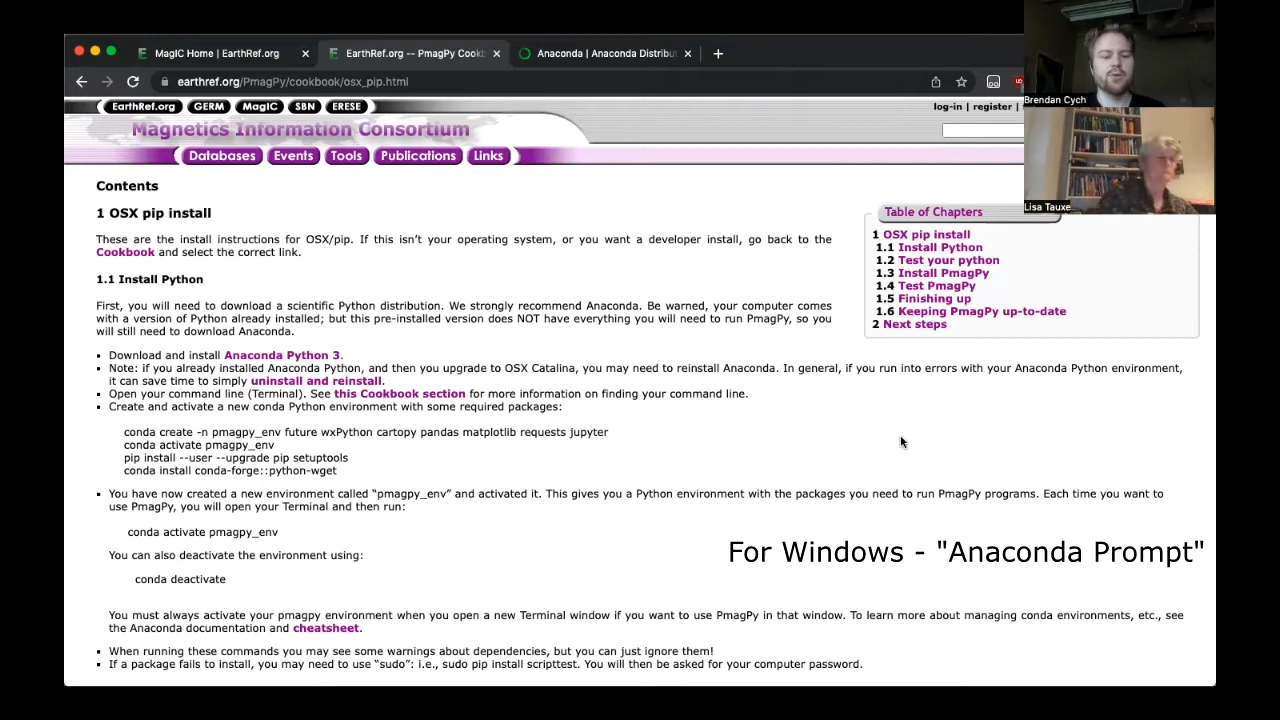 MagIC Home | EarthRef.org
EarthRef.org -- PmagPy Cookb
Anaconda | Anaconda Distribut
earthref.org/PmagPy/cookbook/osx_pip.html
EarthRef.org GERM MagIC SBN ERESE
log-in | register |
Magnetics Information Consortium
Databases Events Tools Publications Links
Brendan Cych
Lisa Tauxe
Contents
1 OSX pip install
These are the install instructions for OSX/pip. If this isn't your operating system, or you want a developer install, go back to the
Cookbook and select the correct link.
1.1 Install Python
First, you will need to download a scientific Python distribution. We strongly recommend Anaconda. Be warned, your computer comes
with a version of Python already installed; but this pre-installed version does NOT have everything you will need to run PmagPy, so you
will still need to download Anaconda.
Table of Chapters
1 OSX pip install
1.1 Install Python
1.2 Test your python
1.3 Install PmagPy
1.4 Test PmagPy
1.5 Finishing up
1.6 Keeping PmagPy up-to-date
2 Next steps
▪ Download and install Anaconda Python 3.
▪ Note: if you already installed Anaconda Python, and then you upgrade to OSX Catalina, you may need to reinstall Anaconda. In general, if you run into errors with your Anaconda Python environment,
it can save time to simply uninstall and reinstall.
▪ Open your command line (Terminal). See this Cookbook section for more information on finding your command line.
▪ Create and activate a new conda Python environment with some required packages:
conda create -n pmagpy_env future wxPython cartopy pandas matplotlib requests jupyter
conda activate pmagpy_env
pip install --user --upgrade pip setuptools
conda install conda-forge::python-wget
▪ You have now created a new environment called "pmagpy_env" and activated it. This gives you a Python environment with the packages you need to run PmagPy programs. Each time you want to
use PmagPy, you will open your Terminal and then run:
conda activate pmagpy_env
You can also deactivate the environment using:
For Windows - "Anaconda Prompt"
conda deactivate
You must always activate your pmagpy environment when you open a new Terminal window if you want to use PmagPy in that window. To learn more about managing conda environments, etc., see
the Anaconda documentation and cheatsheet.
▪ When running these commands you may see some warnings about dependencies, but you can just ignore them!
▪ If a package fails to install, you may need to use "sudo": i.e., sudo pip install scripttest. You will then be asked for your computer password.